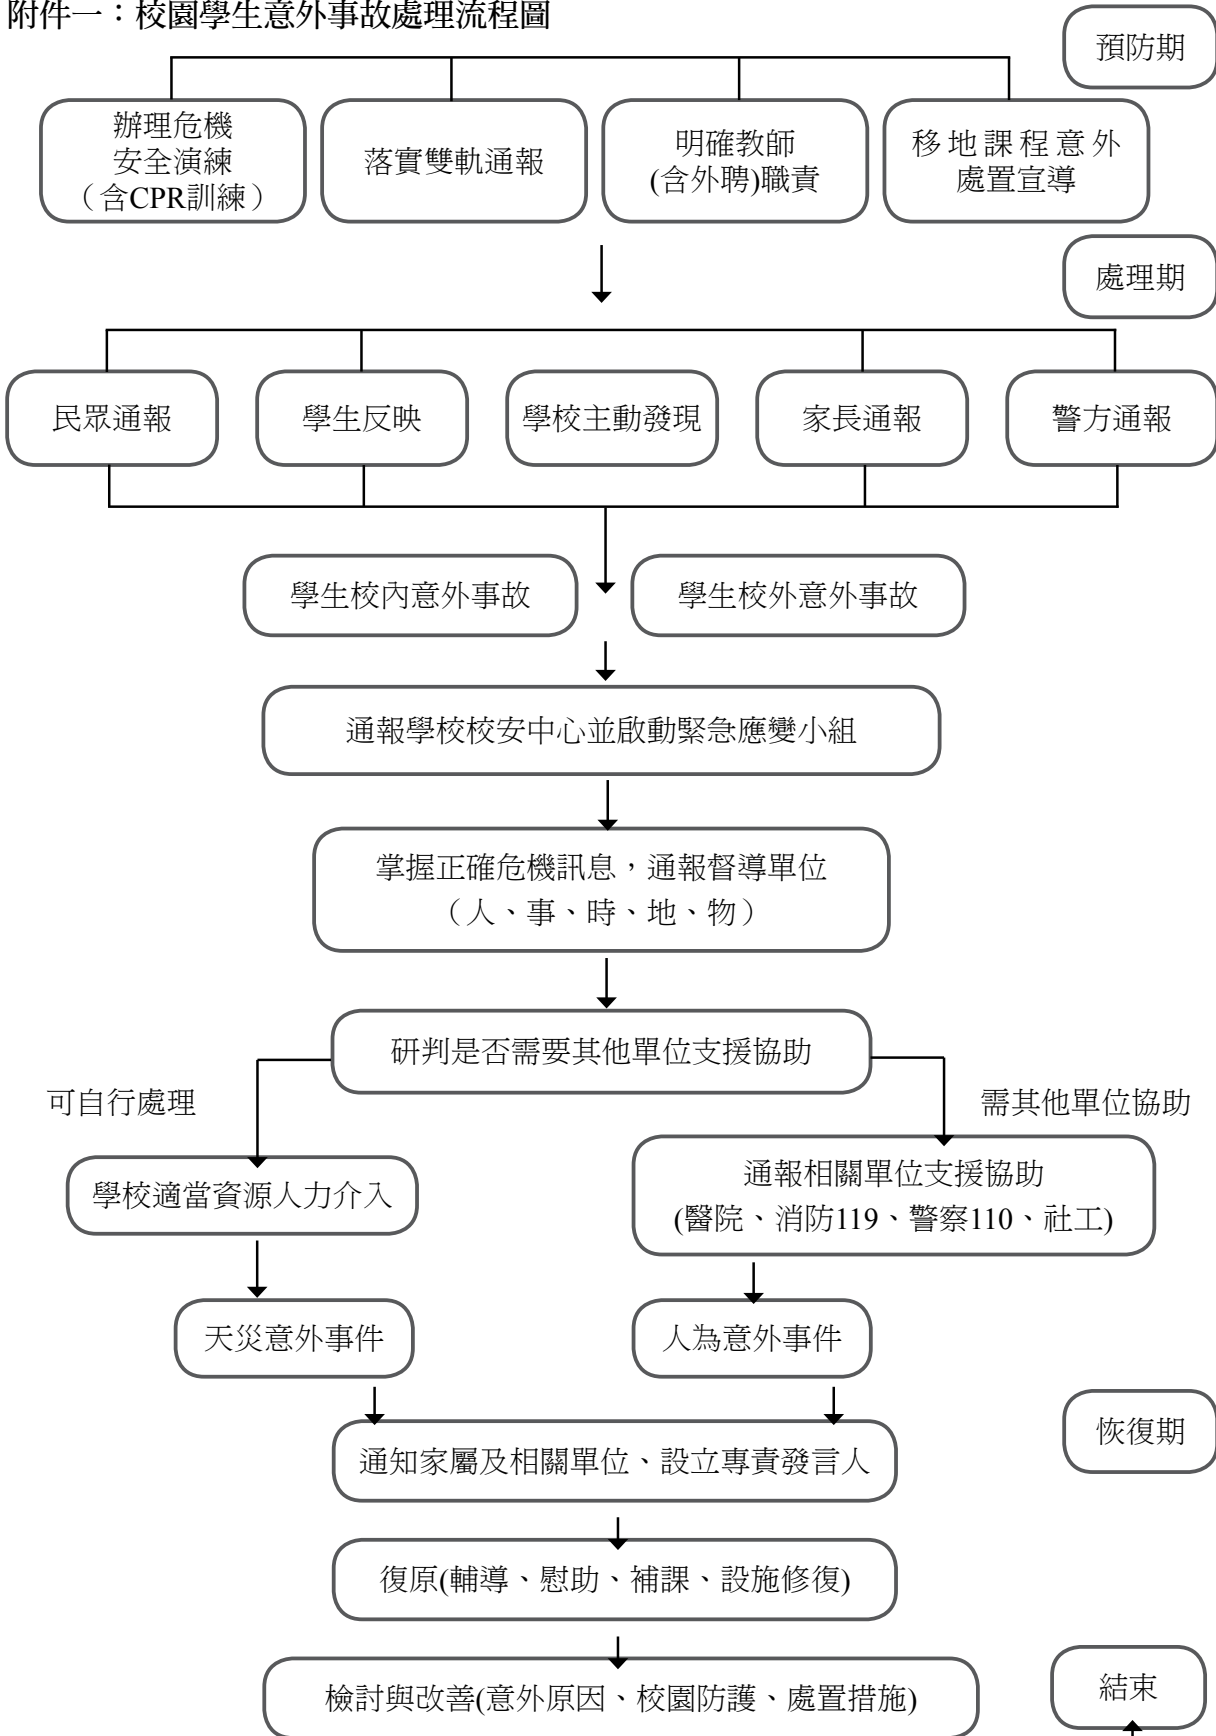 附件一：校園學生意外事故處理流程圖
預防期
辦理危機
安全演練
（含CPR訓練）
落實雙軌通報
明確教師
(含外聘)職責
移地課程意外
處置宣導
處理期
民眾通報
學生反映
學校主動發現
家長通報
警方通報
學生校內意外事故
學生校外意外事故
通報學校校安中心並啟動緊急應變小組
掌握正確危機訊息，通報督導單位
（人、事、時、地、物）
研判是否需要其他單位支援協助
可自行處理
需其他單位協助
學校適當資源人力介入
通報相關單位支援協助
(醫院、消防119、警察110、社工)
天災意外事件
人為意外事件
恢復期
通知家屬及相關單位、設立專責發言人
復原(輔導、慰助、補課、設施修復)
檢討與改善(意外原因、校園防護、處置措施)
結束